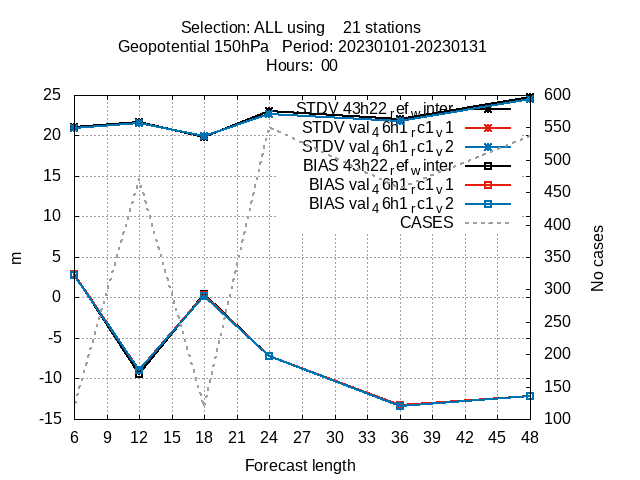 Selection: ALL using    21 stations
Geopotential 150hPa   Period: 20230101-20230131
Hours:  00
25 600
20 550
15 500
10 450
5 400
0 350
-5 300
-10 250
-15 200
150
100
m
No cases
STDV 43h22_ref_winter
STDV val_46h1_rc1_v1
STDV val_46h1_rc1_v2
BIAS 43h22_ref_winter
BIAS val_46h1_rc1_v1
BIAS val_46h1_rc1_v2
CASES
6 9 12 15 18 21 24 27 30 33 36 39 42 45 48
Forecast length